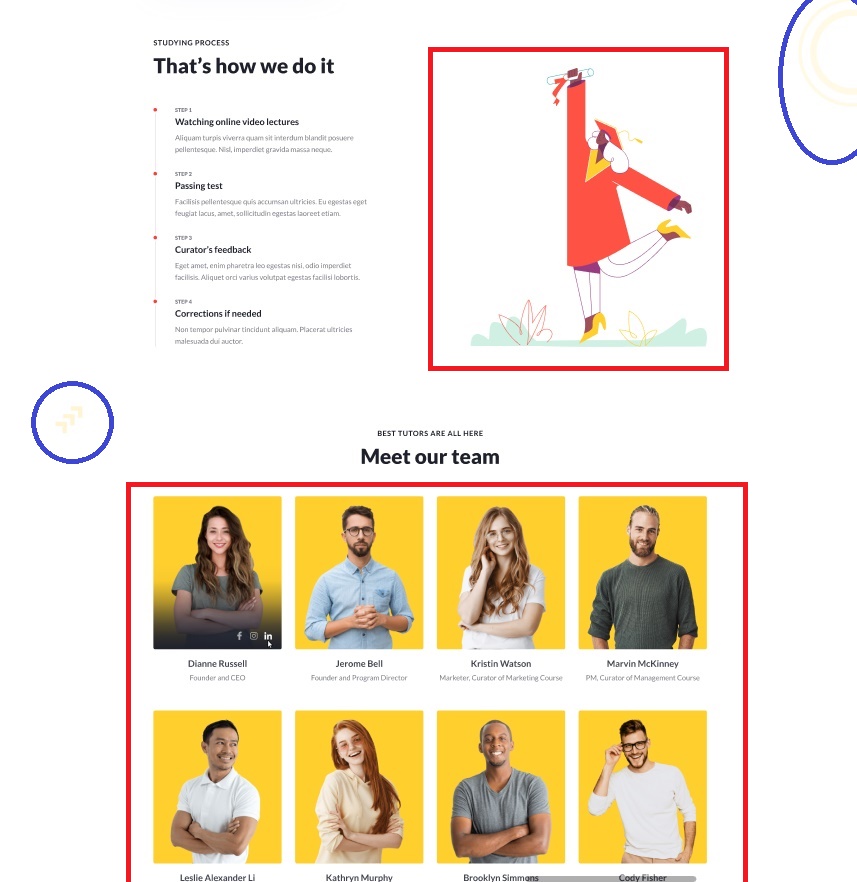 STUDYING PROCESS
That's how we do it
STEP 1
Watching online video lectures
Aliquam turpis viverra quam sit interdum blandit posuere
pellentesque. Nisl, imperdiet gravida massa neque.
STEP 2
Passing test
Facilisis pellentesque quis accumsan ultricies. Eu egestas eget
feugiat lacus, amet, sollicitudin egestas laoreet etiam.
STEP 3
Curator's feedback
Eget amet, enim pharetra leo egestas nisi, odio imperdiet
facilisis. Aliquet orci varius volutpat egestas facilisi lobortis.
STEP 4
Corrections if needed
Non tempor pulvinar tincidunt aliquam. Placerat ultricies
malesuada dui auctor.
BEST TUTORS ARE ALL HERE
Meet our team
Dianne Russell
Founder and CEO
Jerome Bell
Founder and Program Director
Kristin Watson
Marketer, Curator of Marketing Course
Marvin McKinney
PM, Curator of Management Course
Leslie Alexander Li
Kathryn Murphy
Brooklyn Simmons
Cody Fisher